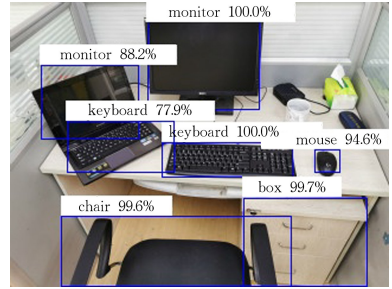 monitor 100.0%
monitor 88.2%
keyboard 77.9%
keyboard 100.0%
mouse 94.6%
box 99.7%
chair 99.6%